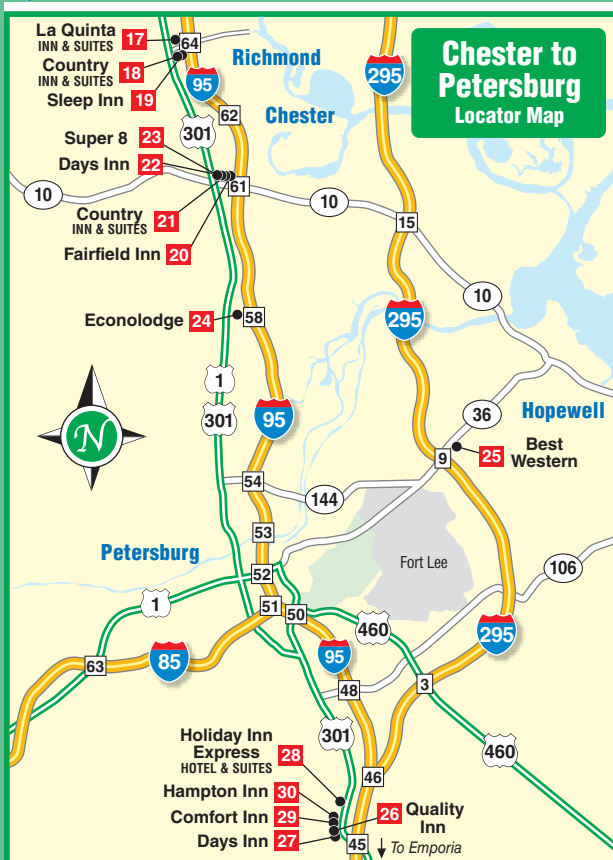 Chester to
Petersburg
Locator Map
La Quinta
INN & SUITES
17
64
Richmond
295
Country
INN & SUITES
18
Sleep Inn
19
95
62
Chester
301
Super 8
23
Days Inn
22
61
10
10
15
Country
INN & SUITES
21
Fairfield Inn
20
10
Econolodge
24
58
295
1
301
95
36
Hopewell
N
9
25
Best
Western
54
144
53
Petersburg
Fort Lee
106
52
1
51
50
460
295
63
85
95
48
3
301
460
Holiday Inn
Express
HOTEL & SUITES
28
46
Hampton Inn
30
Comfort Inn
29
26
Quality
Inn
Days Inn
27
45
To Emporia